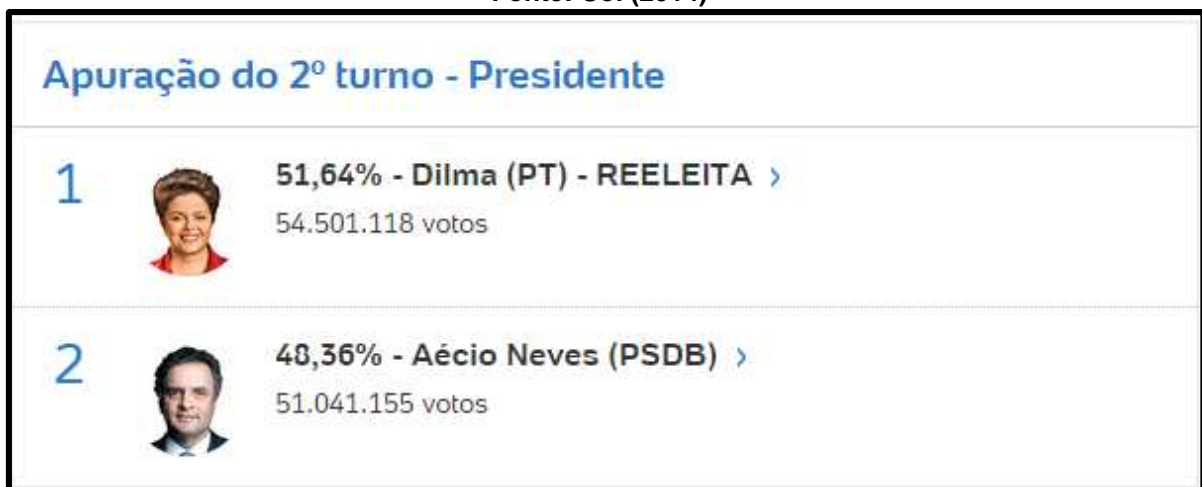 Apuração do 2º turno - Presidente
1
51,64% - Dilma (PT) - REELEITA >
54.501.118 votos
2
48,36% - Aécio Neves (PSDB) >
51.041.155 votos